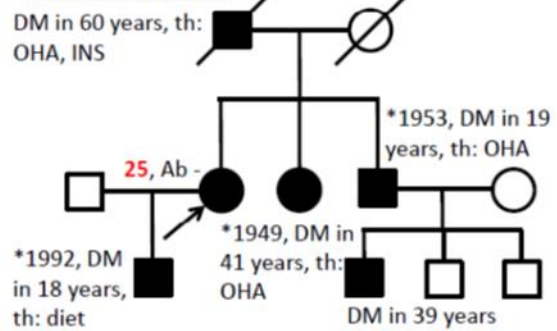 DM in 60 years, th:
OHA, INS
*1953, DM in 19
years, th: OHA
25, Ab -
*1949, DM in
41 years, th:
OHA
*1992, DM
in 18 years,
th: diet
DM in 39 years